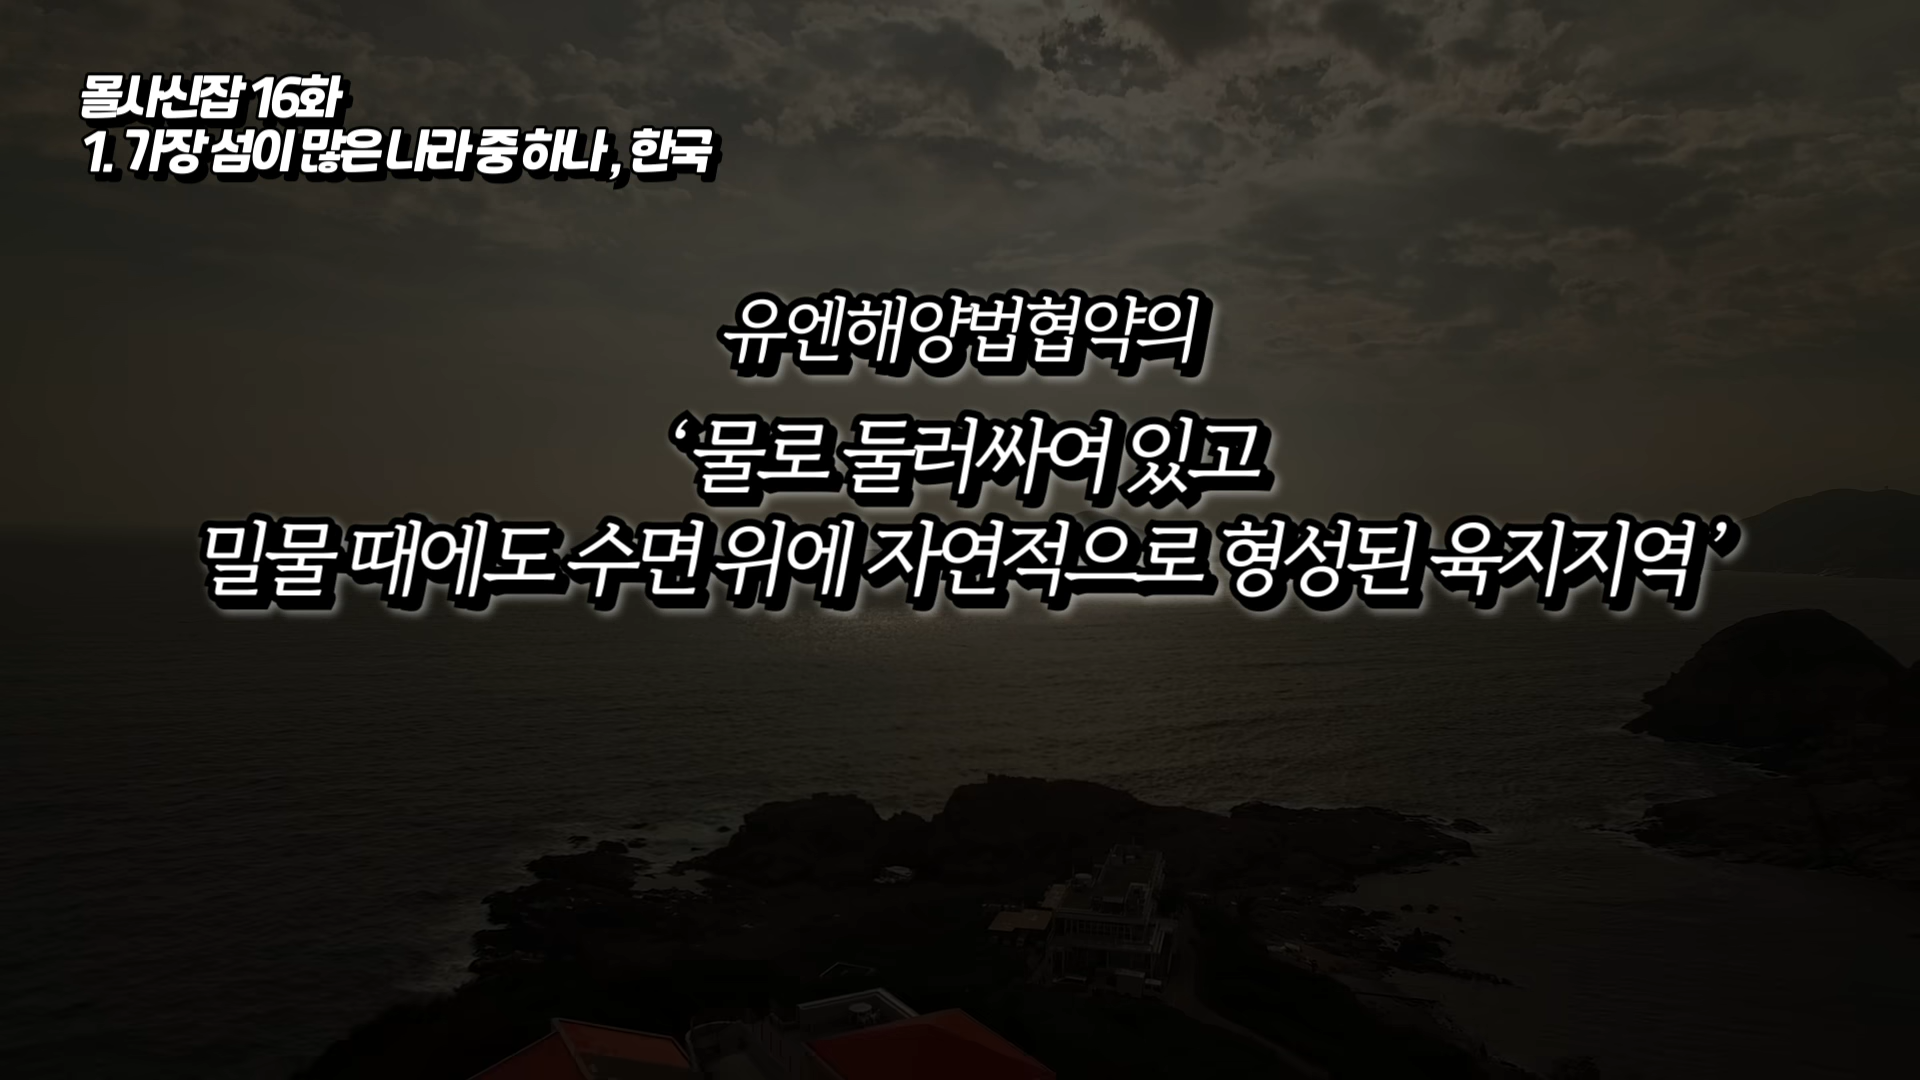 몰사신잡 16화
1. 가장 섬이 많은 나라 중 하나, 한국
유엔해양법협약의
‘물로 둘러싸여 있고
밀물 때에도 수면 위에 자연적으로 형성된 육지지역’